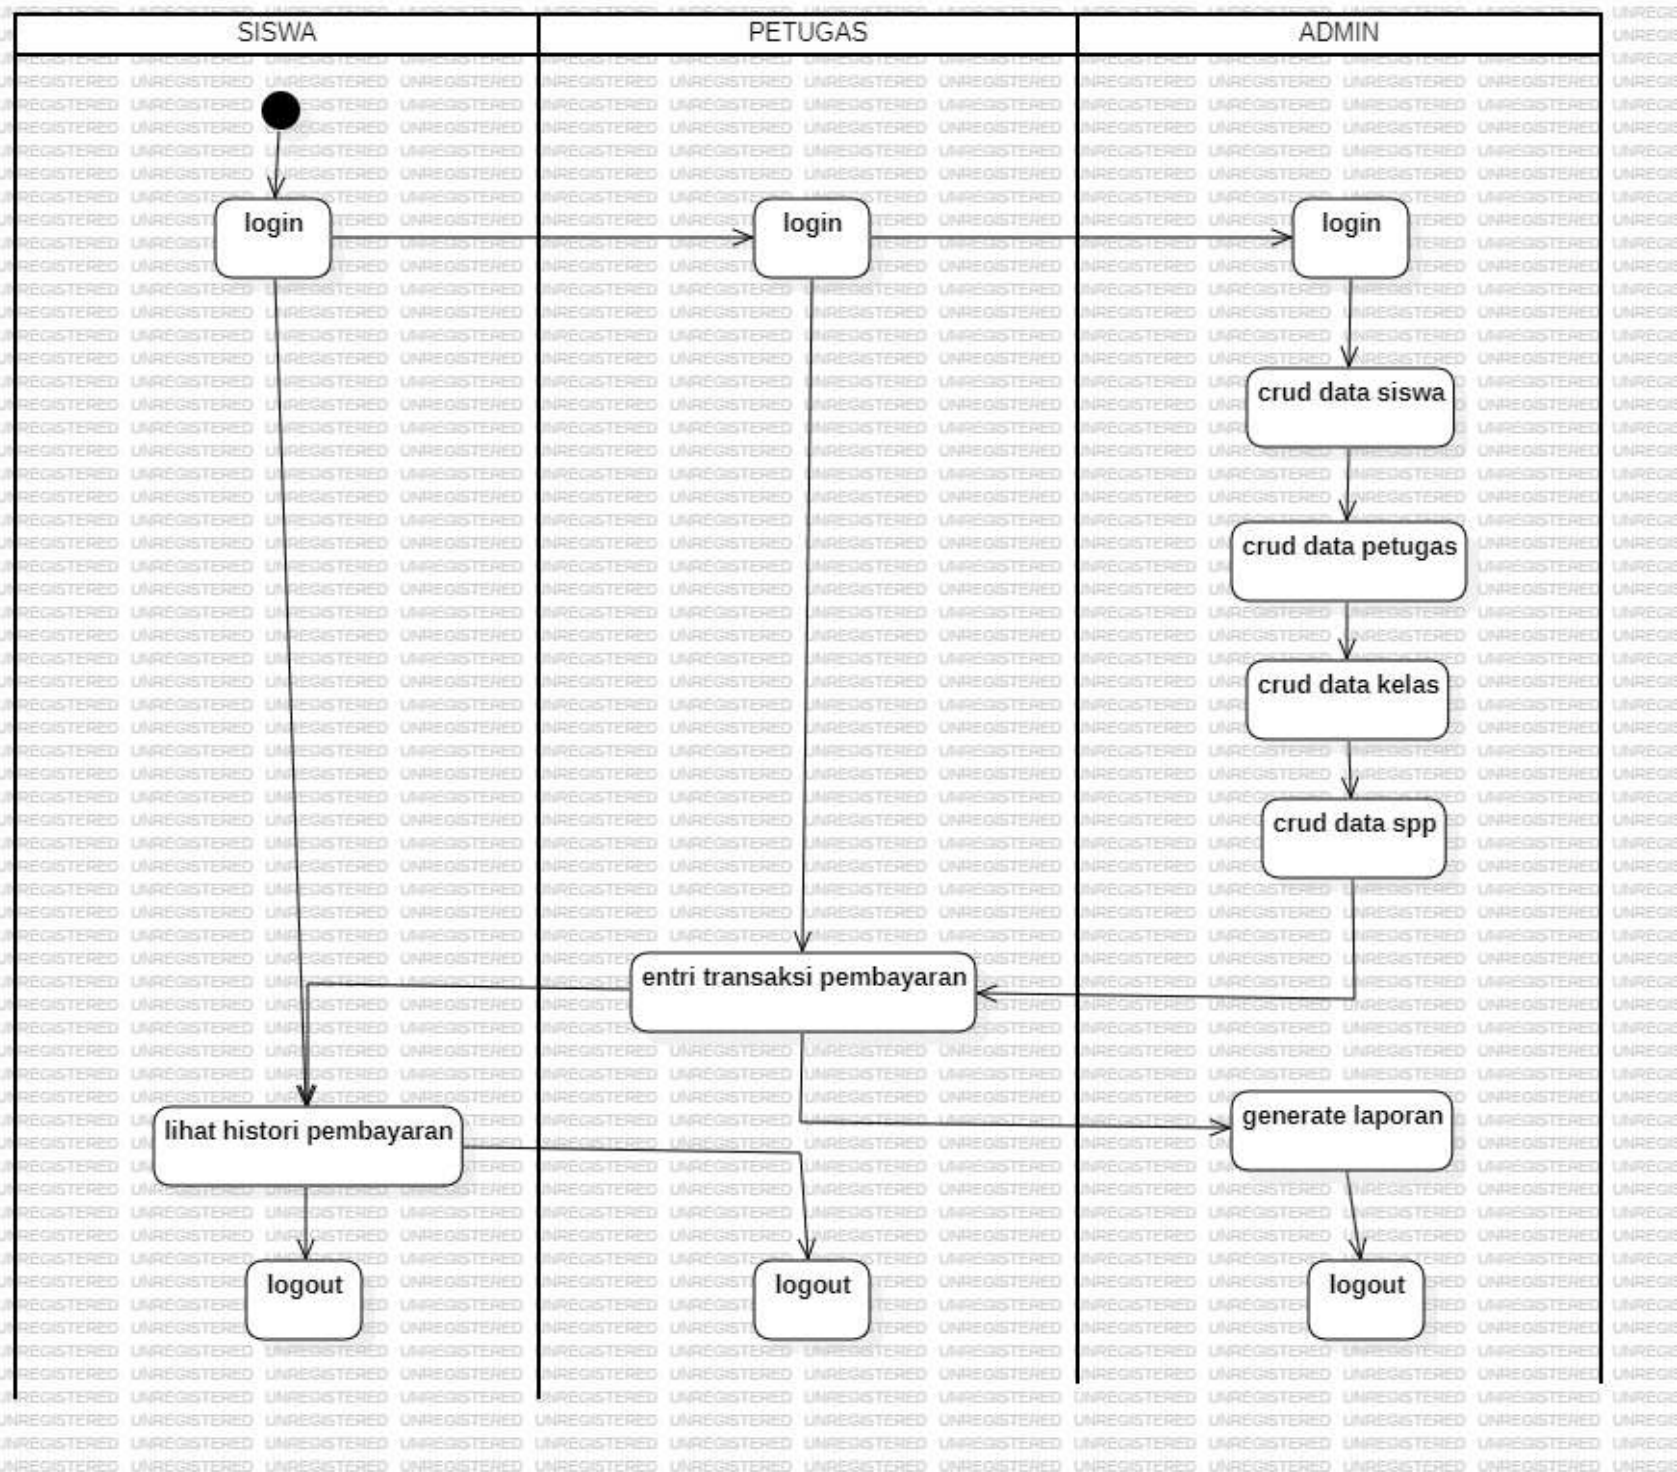 SISWA
PETUGAS
ADMIN
login
login
login
crud data siswa
crud data petugas
crud data kelas
crud data spp
entri transaksi pembayaran
lihat histori pembayaran
generate laporan
logout
logout
logout
UNREGISTERED